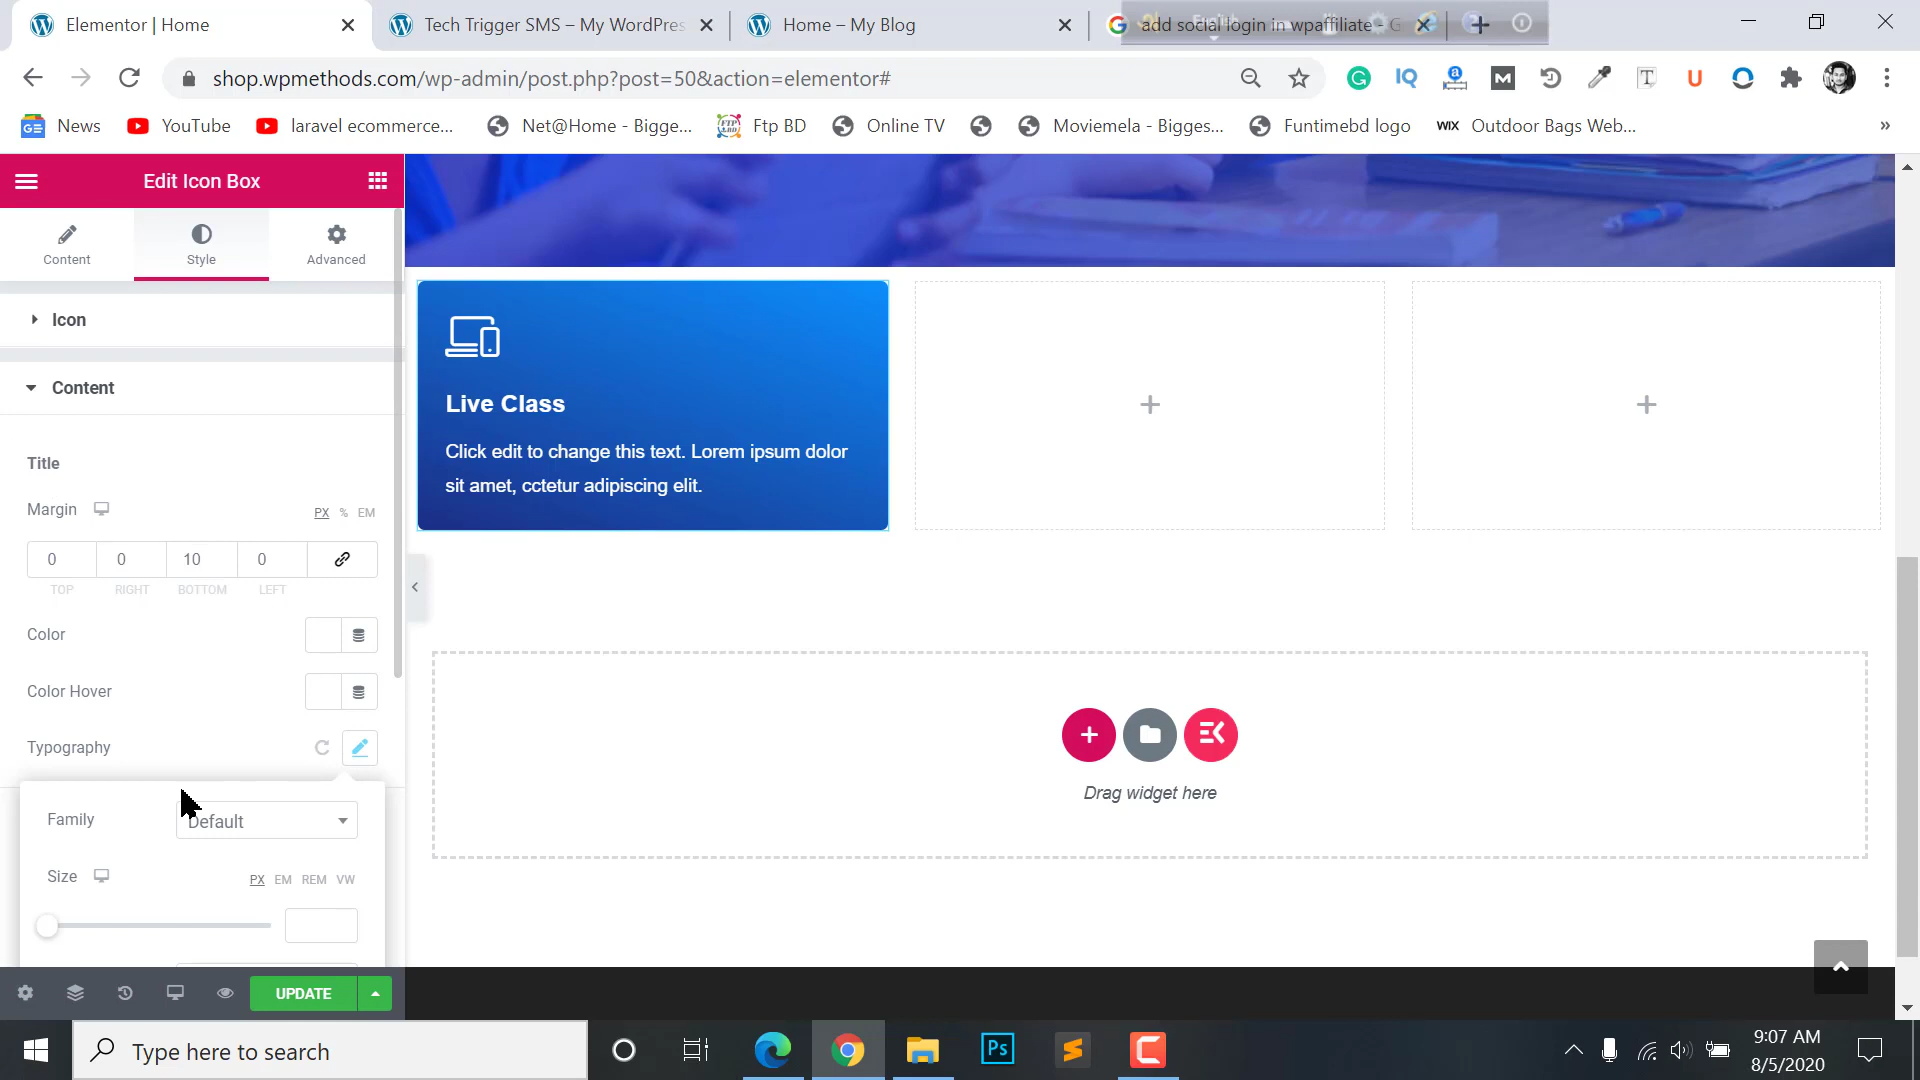 Elementor | Home
Tech Trigger SMS – My WordPres
Home – My Blog
add social login in wpaffiliate - G
shop.wpmethods.com/wp-admin/post.php?post=50&action=elementor#
News
YouTube
laravel ecommerce...
Net@Home - Bigge...
Ftp BD
Online TV
Moviemela - Bigges...
Funtimebd logo
WIX
Outdoor Bags Web...
»
Edit Icon Box
Content
Style
Advanced
Icon
Content
Title
Margin
PX % EM
0 0 10 0
TOP RIGHT BOTTOM LEFT
Color
Color Hover
Typography
Family
Default
Size
PX EM REM VW
UPDATE
Live Class
Click edit to change this text. Lorem ipsum dolor
sit amet, cctetur adipiscing elit.
Drag widget here
Type here to search
Ps
9:07 AM
8/5/2020